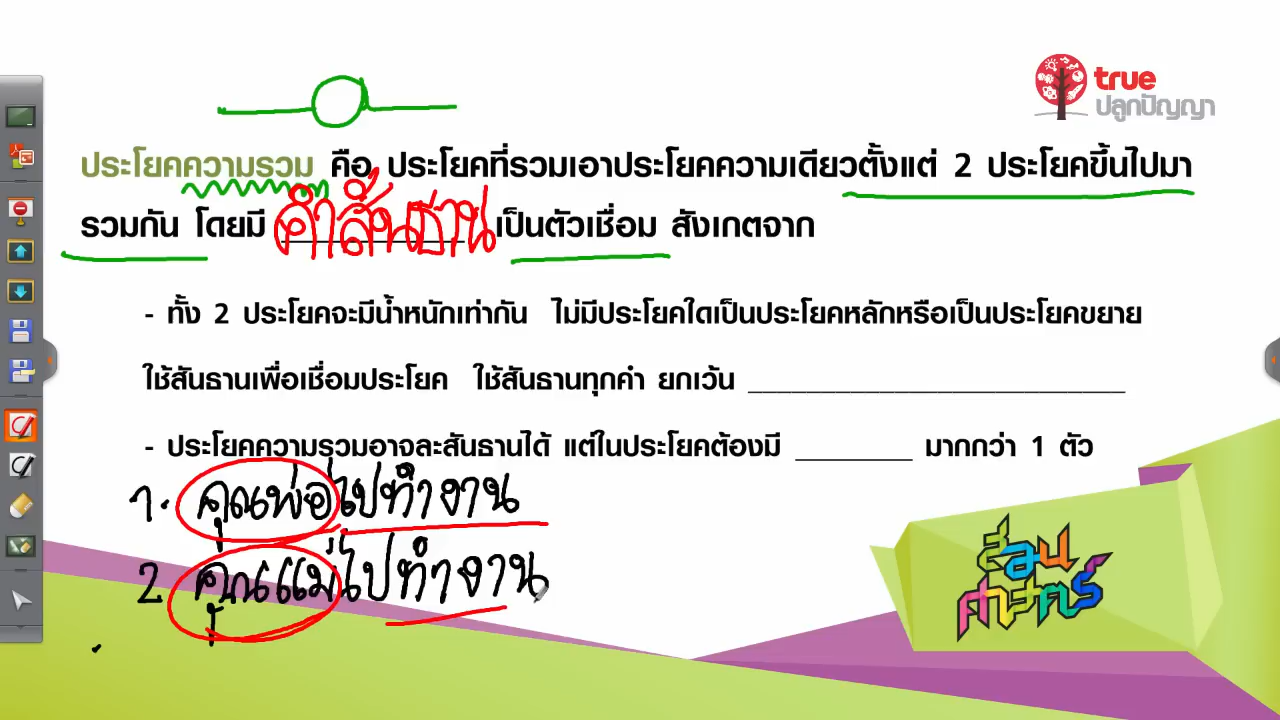 true
ปลูกปัญญา
ประโยคความรวม คือ ประโยคที่รวมเอาประโยคความเดียวตั้งแต่ 2 ประโยคขึ้นไปมา
รวมกัน โดยมี คำสันธาน เป็นตัวเชื่อม สังเกตจาก
- ทั้ง 2 ประโยคจะมีน้ำหนักเท่ากัน ไม่มีประโยคใดเป็นประโยคหลักหรือเป็นประโยคขยาย
ใช้สันธานเพื่อเชื่อมประโยค ใช้สันธานทุกคำ ยกเว้น __________________________
- ประโยคความรวมอาจละสันธานได้ แต่ในประโยคต้องมี ________ มากกว่า 1 ตัว
1. คุณพ่อไปทำงาน
2 คุณแม่ไปทำงาน
สอน
ศาสตร์